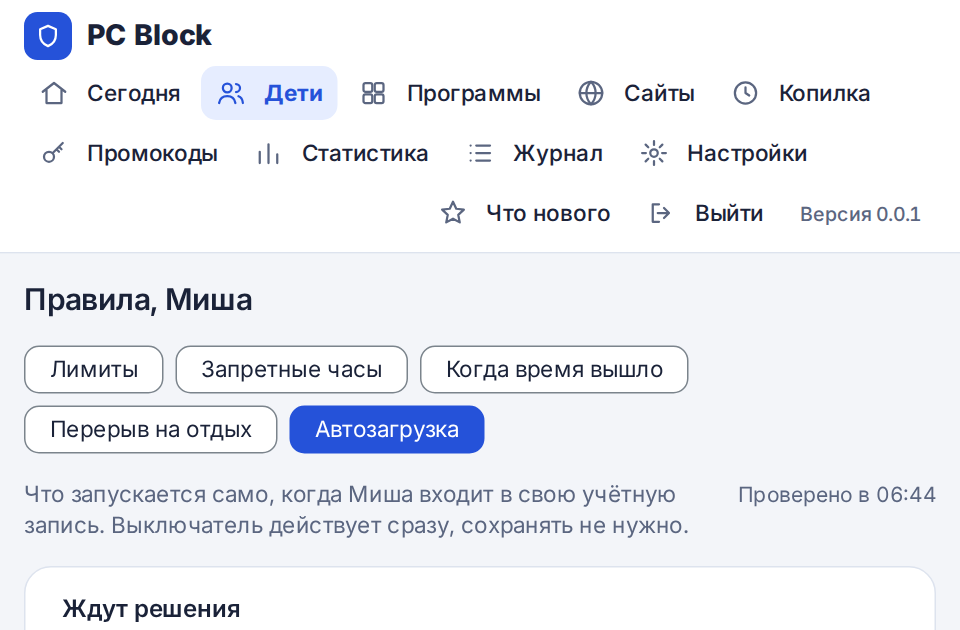 PC Block
Сегодня Дети Программы Сайты Копилка
Промокоды Статистика Журнал Настройки
Что нового Выйти Версия 0.0.1
Правила, Миша
Лимиты Запретные часы Когда время вышло
Перерыв на отдых Автозагрузка
Что запускается само, когда Миша входит в свою учётную Проверено в 06:44
запись. Выключатель действует сразу, сохранять не нужно.
Ждут решения